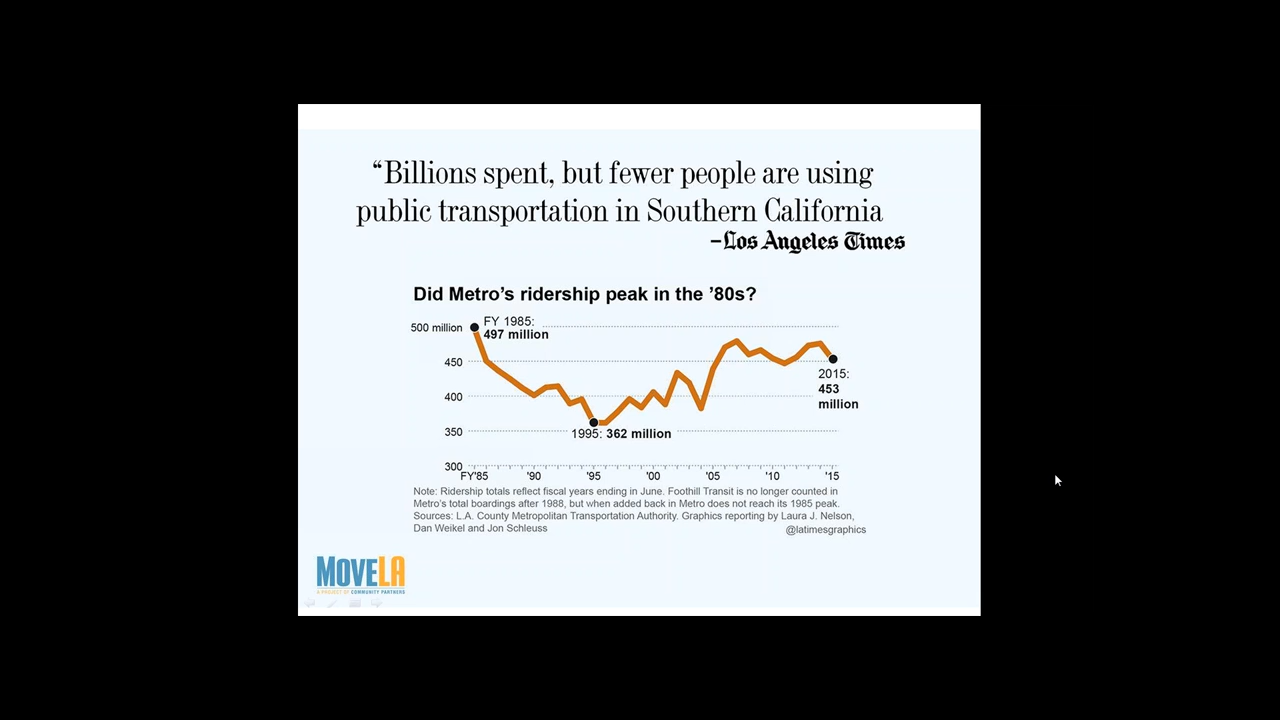 “Billions spent, but fewer people are using
public transportation in Southern California
–Los Angeles Times
Did Metro’s ridership peak in the ’80s?
500 million
FY 1985:
497 million
450
400
350
300
2015:
453
million
1995: 362 million
FY'85 '90 '95 '00 '05 '10 '15
Note: Ridership totals reflect fiscal years ending in June. Foothill Transit is no longer counted in
Metro’s total boardings after 1988, but when added back in Metro does not reach its 1985 peak.
Sources: L.A. County Metropolitan Transportation Authority. Graphics reporting by Laura J. Nelson,
Dan Weikel and Jon Schleuss
@latimesgraphics
MOVELA
A PROJECT OF COMMUNITY PARTNERS